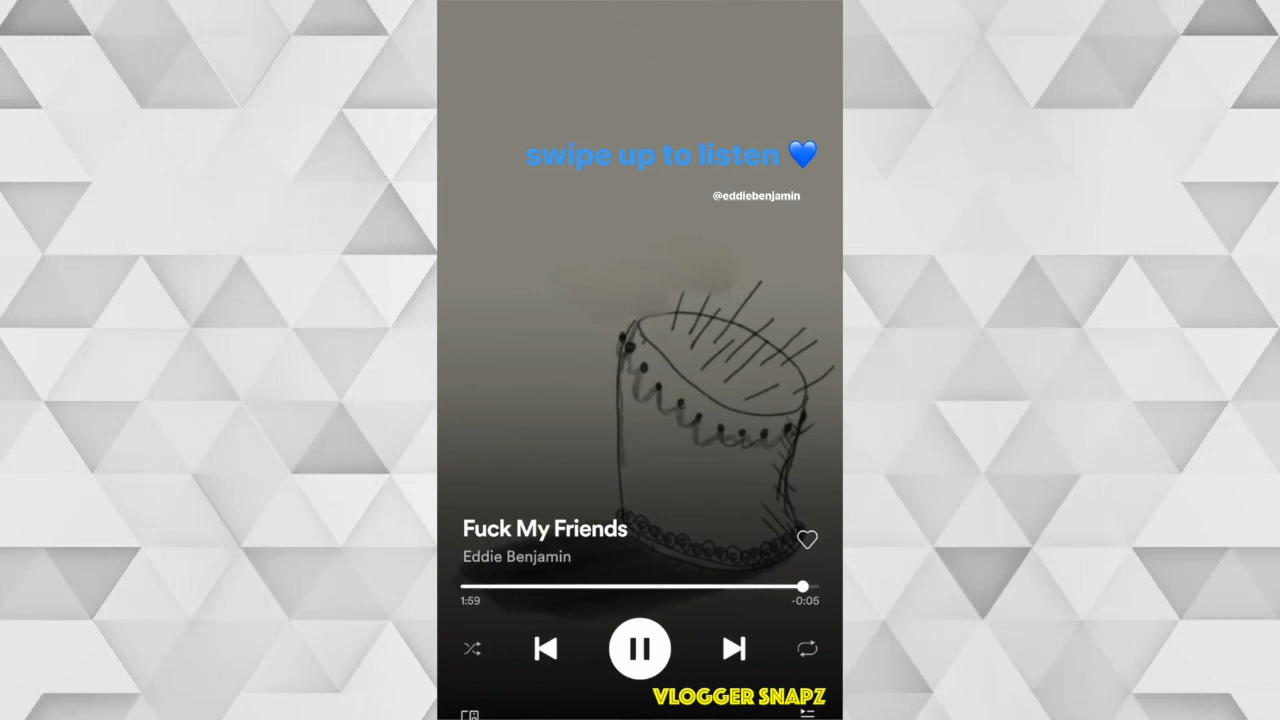 swipe up to listen 💙
@eddiebenjamin
Fuck My Friends
Eddie Benjamin
1:59
-0:05
VLOGGER SNAPZ